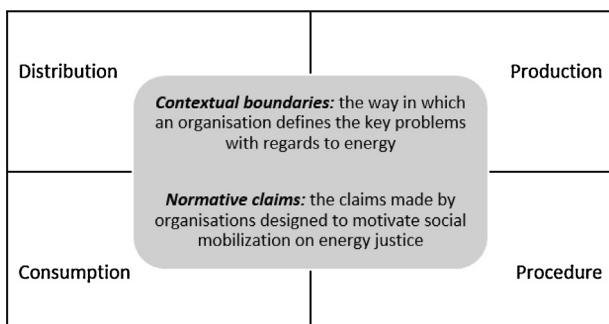 Distribution
Production
Contextual boundaries: the way in which
an organisation defines the key problems
with regards to energy
Normative claims: the claims made by
organisations designed to motivate social
mobilization on energy justice
Consumption
Procedure